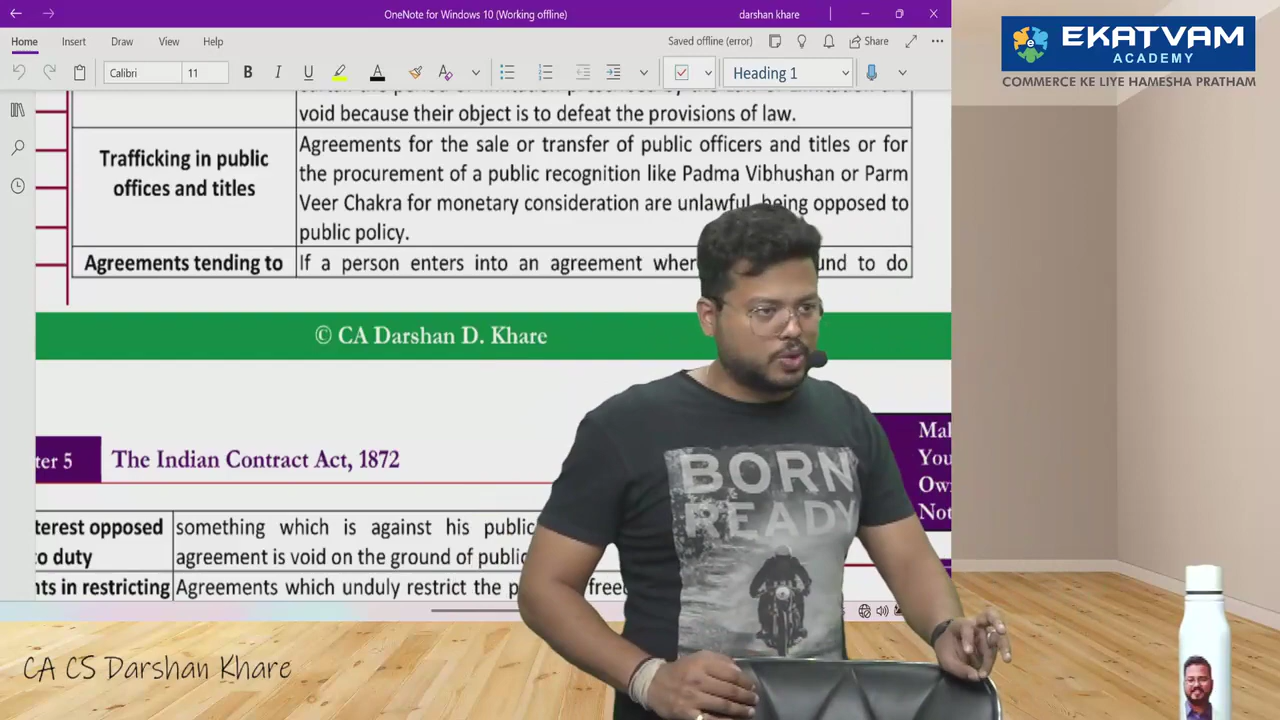 OneNote for Windows 10 (Working offline)
darshan khare
Home Insert Draw View Help
Saved offline (error)
Share
Calibri 11 B I U A
Heading 1
void because their object is to defeat the provisions of law.
Trafficking in public
offices and titles
Agreements for the sale or transfer of public officers and titles or for
the procurement of a public recognition like Padma Vibhushan or Parm
Veer Chakra for monetary consideration are unlawful, being opposed to
public policy.
Agreements tending to
If a person enters into an agreement wher und to do
© CA Darshan D. Khare
ter 5
The Indian Contract Act, 1872
Mal
You
Ow
Not
terest opposed
to duty
something which is against his public
agreement is void on the ground of public
nts in restricting
Agreements which unduly restrict the p free
EKATVAM
ACADEMY
COMMERCE KE LIYE HAMESHA PRATHAM
BORN
READY
CA CS Darshan Khare